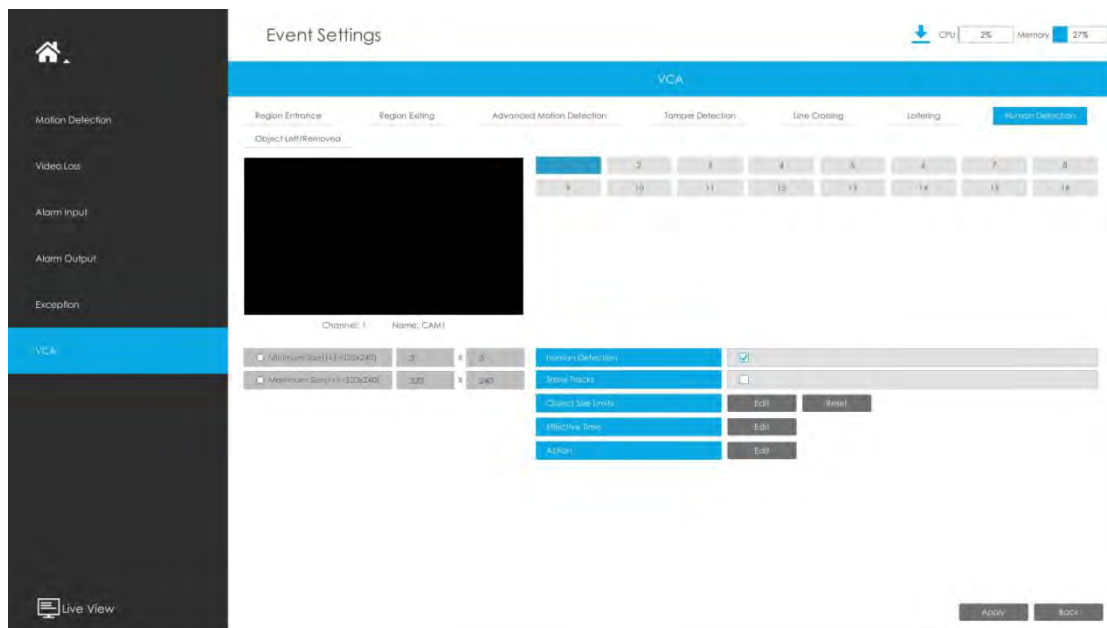 Event Settings
CPU 2% Memory 27%
VCA
Motion Detection
Video Loss
Alarm Input
Alarm Output
Exception
VCA
Live View
Region Entrance Region Exiting Advanced Motion Detection Tamper Detection Line Crossing Loitering Human Detection
Object Left/Removed
2 3 4 5 6 7 8
9 10 11 12 13 14 15 16
Channel: 1 Name: CAM1
Minimum Size(1×1~320x240) 3 X 3
Maximum Size(1×1~320x240) 320 X 240
Human Detection
Show Tracks
Object Size Limits Edit Reset
Effective Time Edit
Action Edit
Apply Back